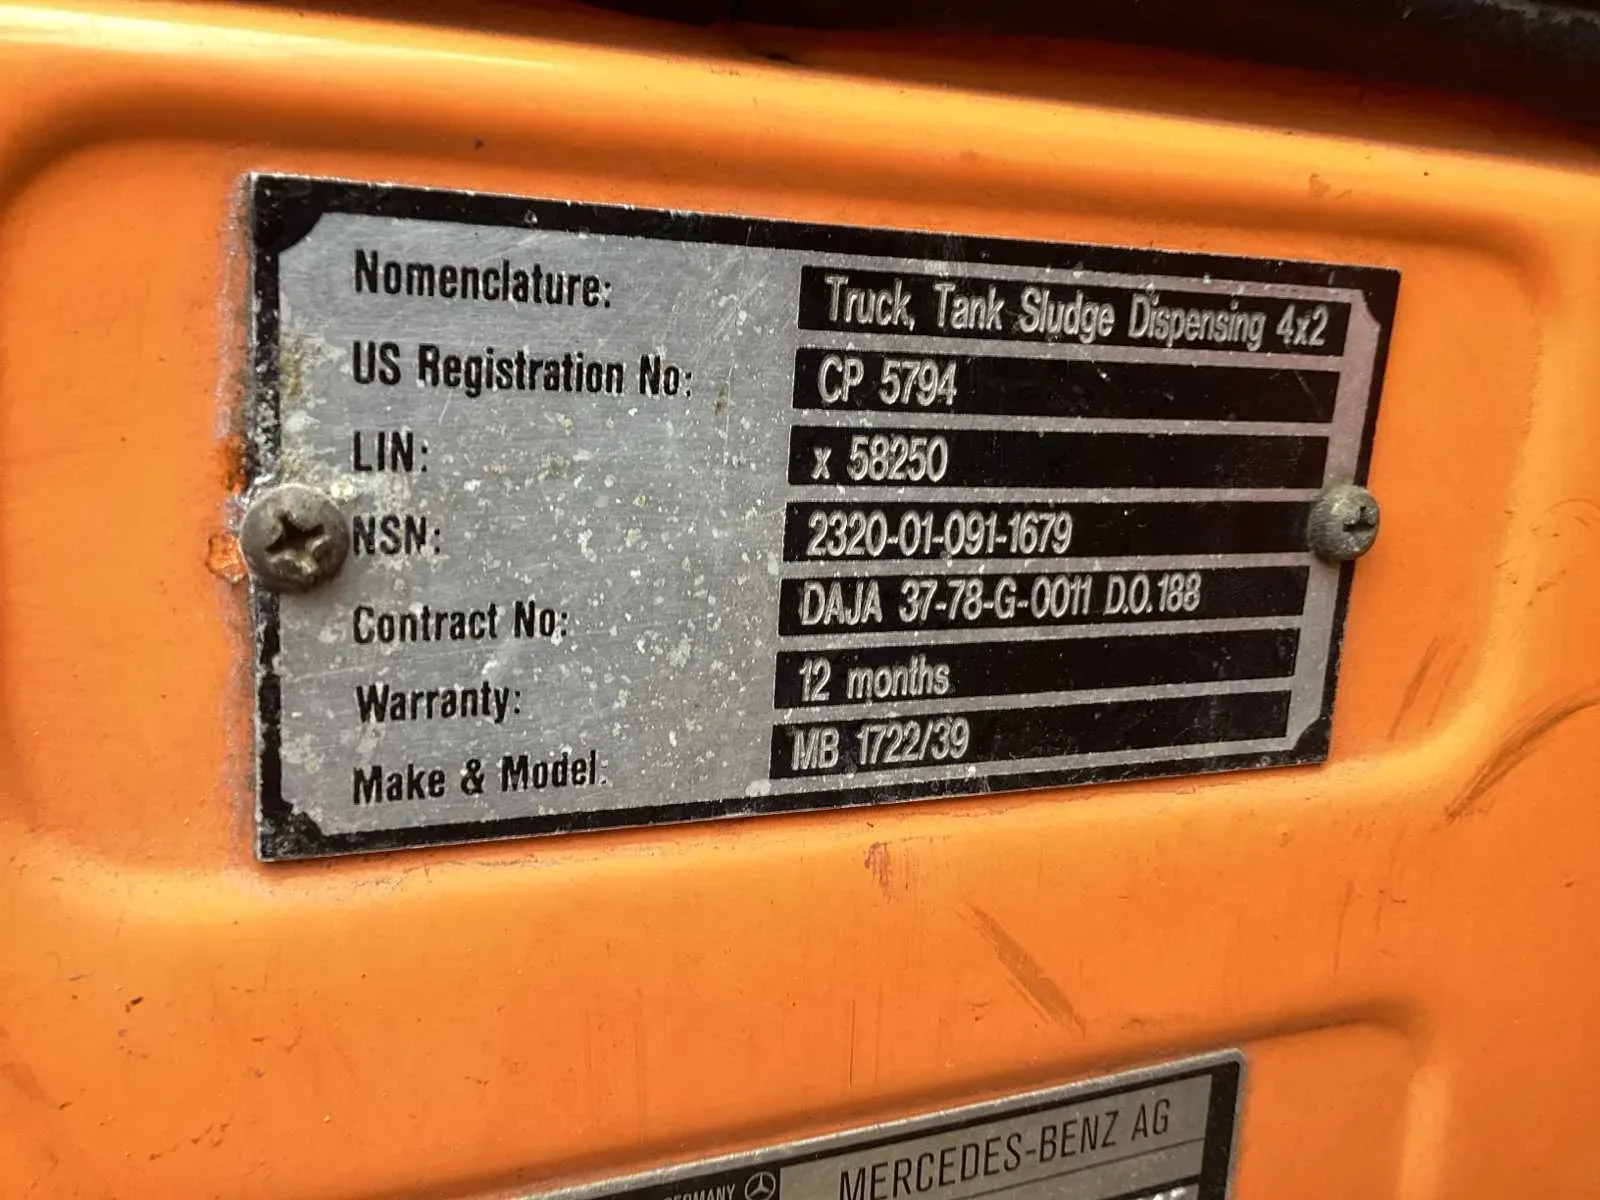 Nomenclature: Truck, Tank Sludge Dispensing 4x2
US Registration No: CP 5794
LIN: x 58250
NSN: 2320-01-091-1679
Contract No: DAJA 37-78-G-0011 D.O.188
Warranty: 12 months
Make & Model: MB 1722/39
GERMANY MERCEDES-BENZ AG